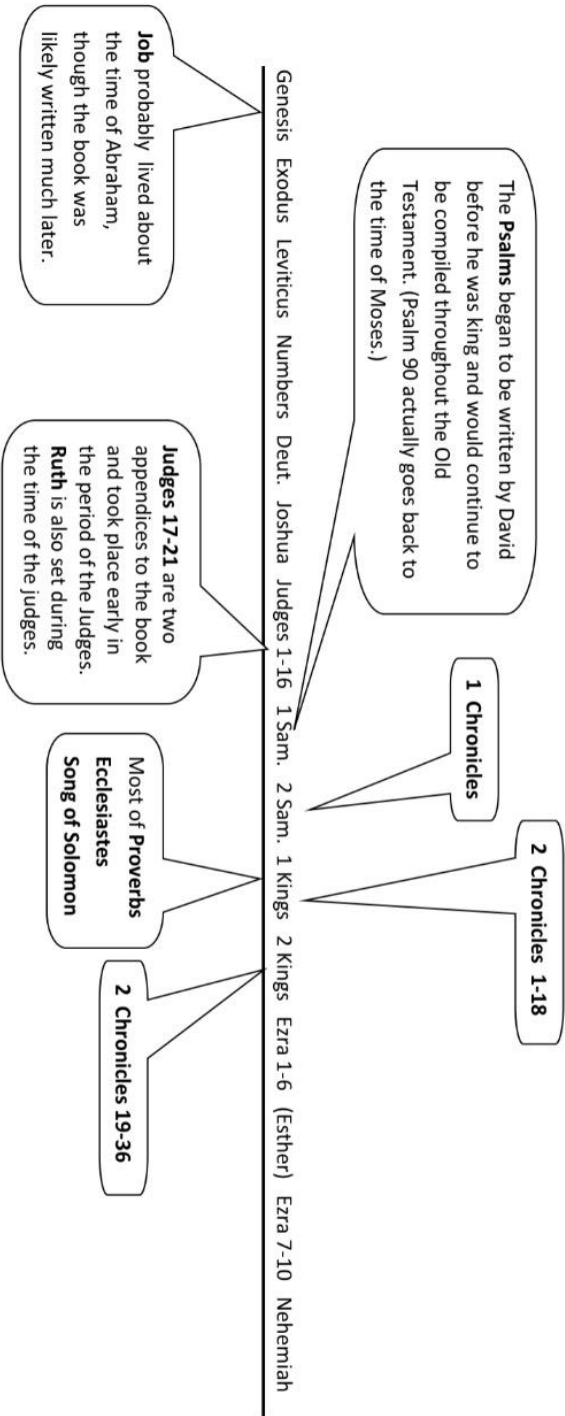 The Psalms began to be written by David
before he was king and would continue to
be compiled throughout the Old
Testament. (Psalm 90 actually goes back to
the time of Moses.)
1 Chronicles
2 Chronicles 1-18
Genesis Exodus Leviticus Numbers Deut. Joshua Judges 1-16 1 Sam. 2 Sam. 1 Kings 2 Kings Ezra 1-6 (Esther) Ezra 7-10 Nehemiah
Job probably lived about
the time of Abraham,
though the book was
likely written much later.
Judges 17-21 are two
appendices to the book
and took place early in
the period of the Judges.
Ruth is also set during
the time of the judges.
Most of Proverbs
Ecclesiastes
Song of Solomon
2 Chronicles 19-36